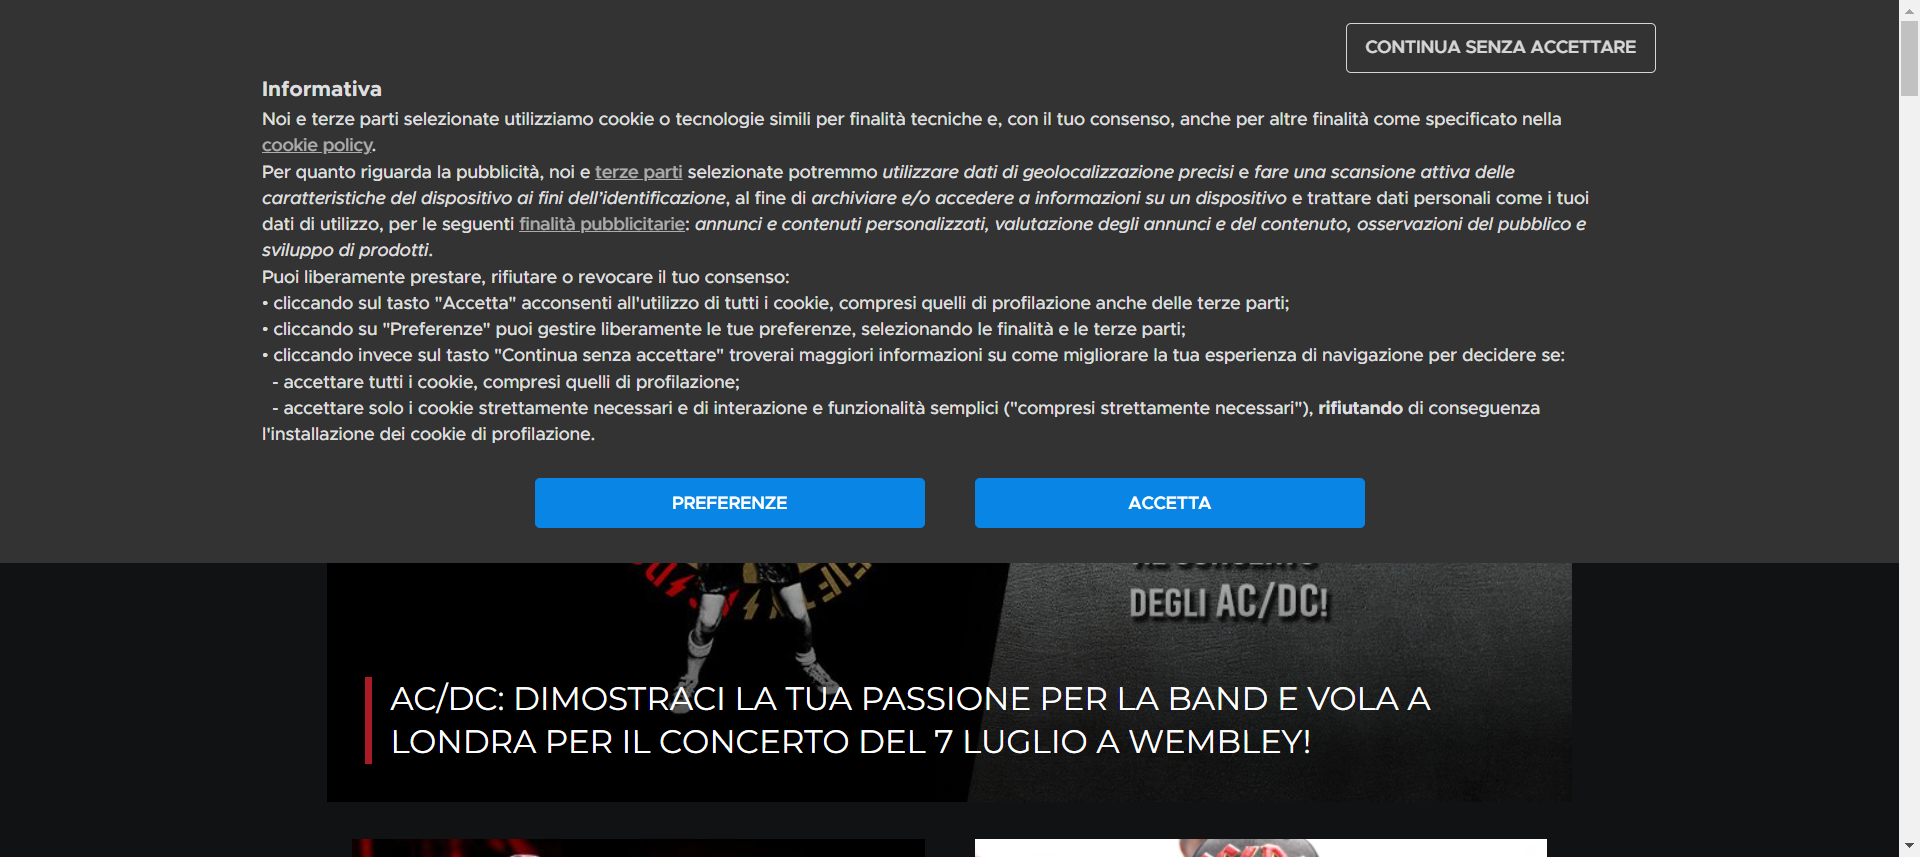 CONTINUA SENZA ACCETTARE
Informativa
Noi e terze parti selezionate utilizziamo cookie o tecnologie simili per finalità tecniche e, con il tuo consenso, anche per altre finalità come specificato nella
cookie policy.
Per quanto riguarda la pubblicità, noi e terze parti selezionate potremmo utilizzare dati di geolocalizzazione precisi e fare una scansione attiva delle
caratteristiche del dispositivo ai fini dell'identificazione, al fine di archiviare e/o accedere a informazioni su un dispositivo e trattare dati personali come i tuoi
dati di utilizzo, per le seguenti finalità pubblicitarie: annunci e contenuti personalizzati, valutazione degli annunci e del contenuto, osservazioni del pubblico e
sviluppo di prodotti.
Puoi liberamente prestare, rifiutare o revocare il tuo consenso:
• cliccando sul tasto "Accetta" acconsenti all'utilizzo di tutti i cookie, compresi quelli di profilazione anche delle terze parti;
• cliccando su "Preferenze" puoi gestire liberamente le tue preferenze, selezionando le finalità e le terze parti;
• cliccando invece sul tasto "Continua senza accettare" troverai maggiori informazioni su come migliorare la tua esperienza di navigazione per decidere se:
- accettare tutti i cookie, compresi quelli di profilazione;
- accettare solo i cookie strettamente necessari e di interazione e funzionalità semplici ("compresi strettamente necessari"), rifiutando di conseguenza
l'installazione dei cookie di profilazione.
PREFERENZE
ACCETTA
DEGLI AC/DC!
AC/DC: DIMOSTRACI LA TUA PASSIONE PER LA BAND E VOLA A
LONDRA PER IL CONCERTO DEL 7 LUGLIO A WEMBLEY!